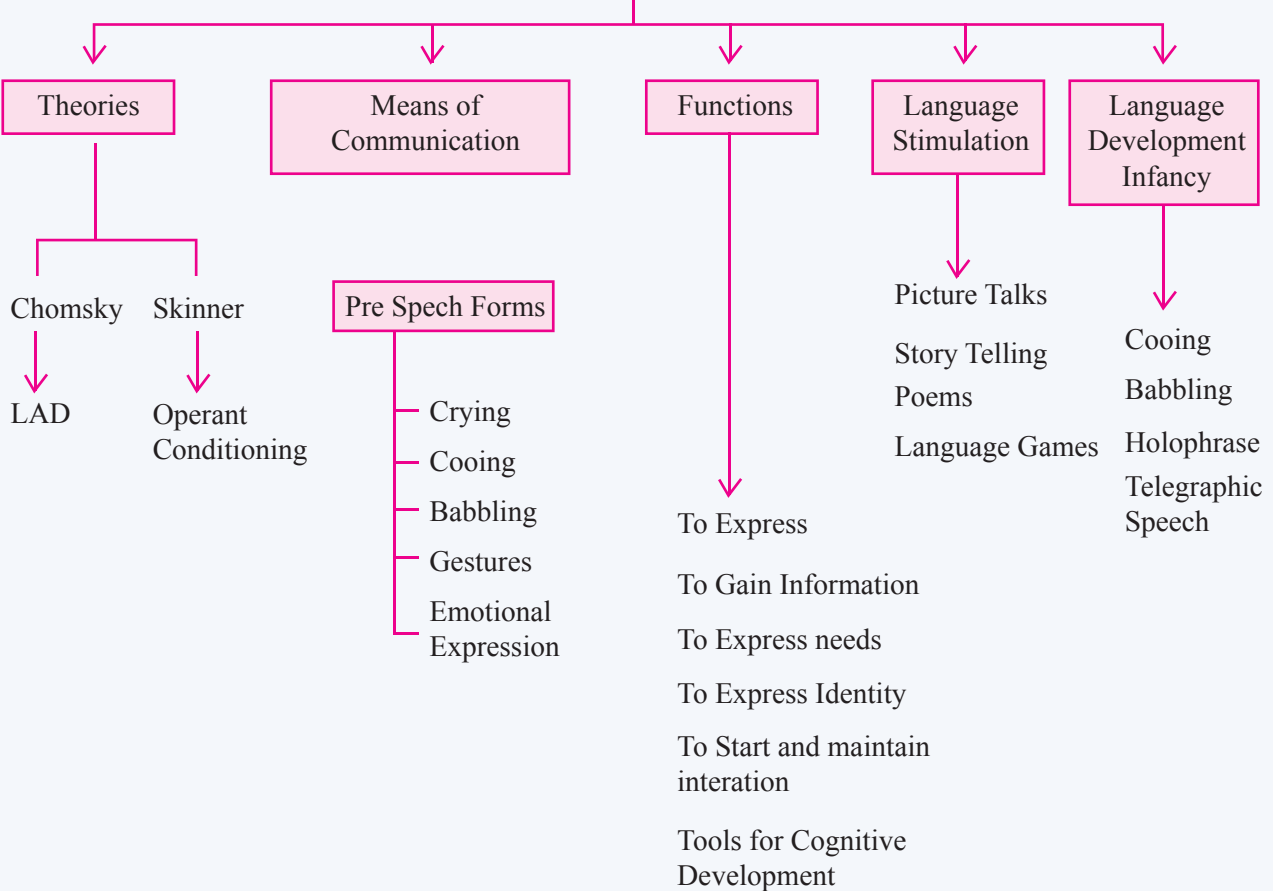 Theories
Means of
Communication
Functions
Language
Stimulation
Language
Development
Infancy
Chomsky
Skinner
LAD
Operant
Conditioning
Pre Spech Forms
Crying
Cooing
Babbling
Gestures
Emotional
Expression
To Express
To Gain Information
To Express needs
To Express Identity
To Start and maintain
interation
Tools for Cognitive
Development
Picture Talks
Story Telling
Poems
Language Games
Cooing
Babbling
Holophrase
Telegraphic
Speech